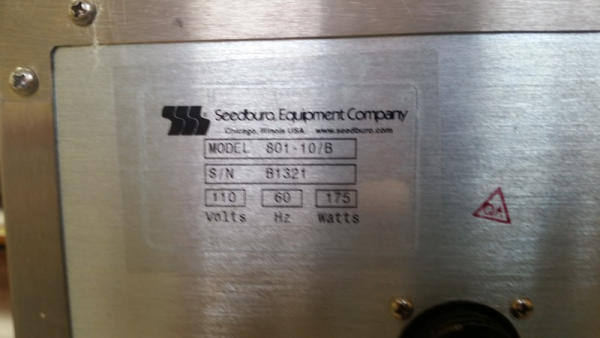 Seedburo Equipment Company
Chicago, Illinois USA www.seedburo.com
MODEL 801-10/B
S/N B1321
110 60 175
Volts Hz Watts
QA